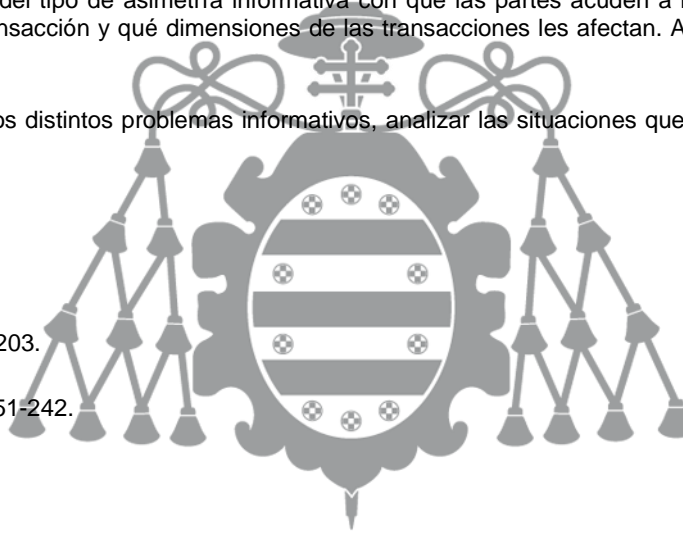 del tipo de asimetría informativa con que las partes acuden a
nsacción y qué dimensiones de las transacciones les afectan. A
os distintos problemas informativos, analizar las situaciones que
203.
51-242.